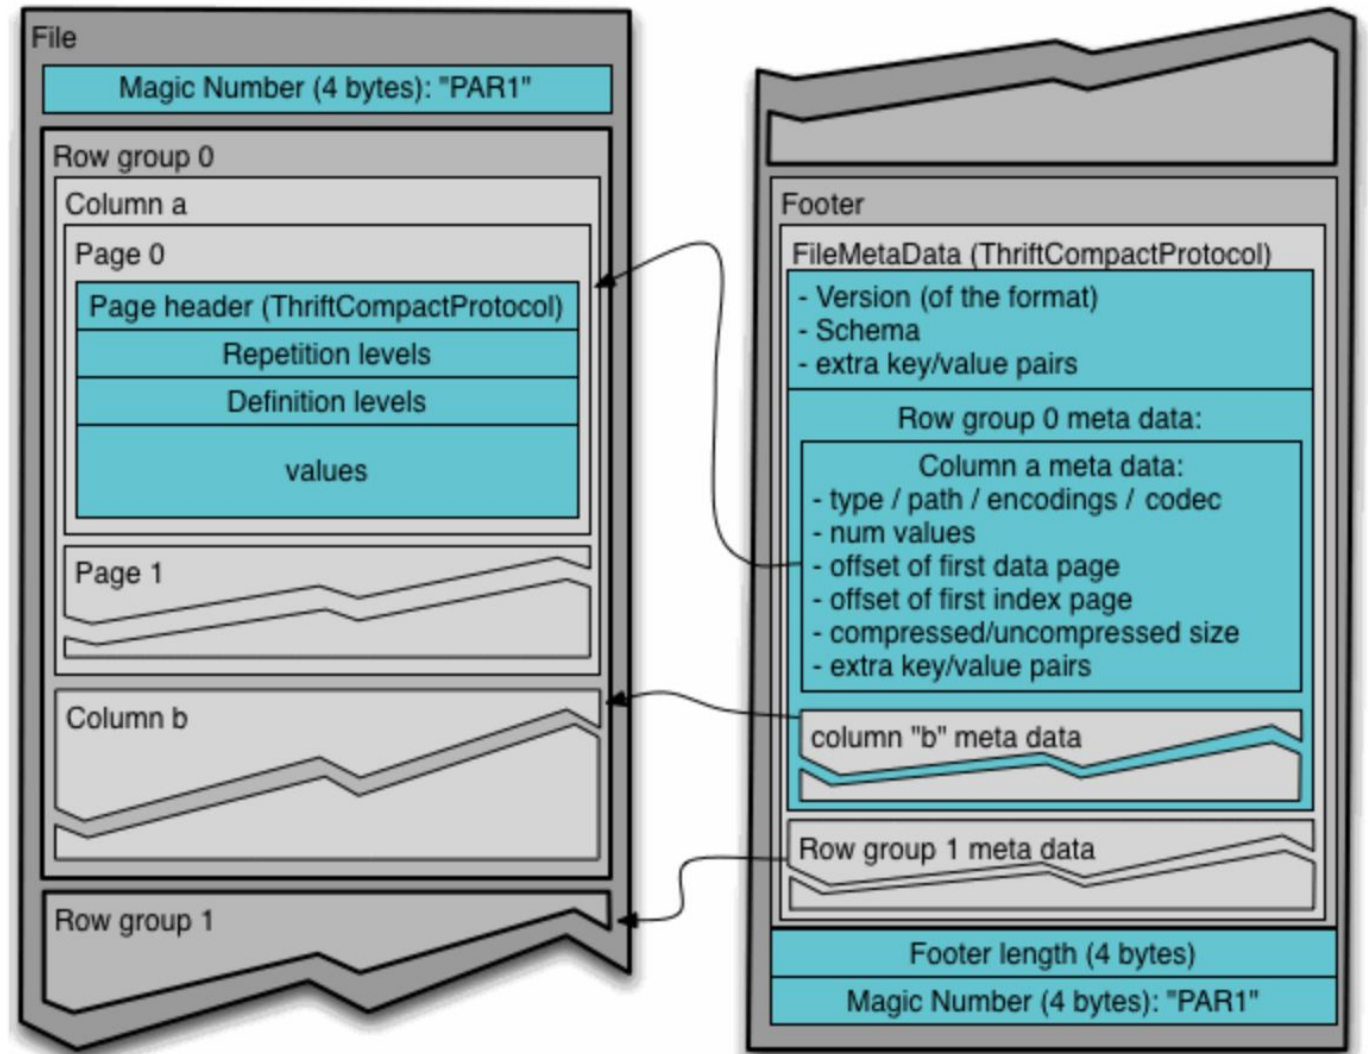 File
Magic Number (4 bytes): "PAR1"
Row group 0
Column a
Page 0
Page header (ThriftCompactProtocol)
Repetition levels
Definition levels
values
Page 1
Column b
Row group 1
Footer
FileMetaData (ThriftCompactProtocol)
- Version (of the format)
- Schema
- extra key/value pairs
Row group 0 meta data:
Column a meta data:
- type / path / encodings / codec
- num values
- offset of first data page
- offset of first index page
- compressed/uncompressed size
- extra key/value pairs
column "b" meta data
Row group 1 meta data
Footer length (4 bytes)
Magic Number (4 bytes): "PAR1"